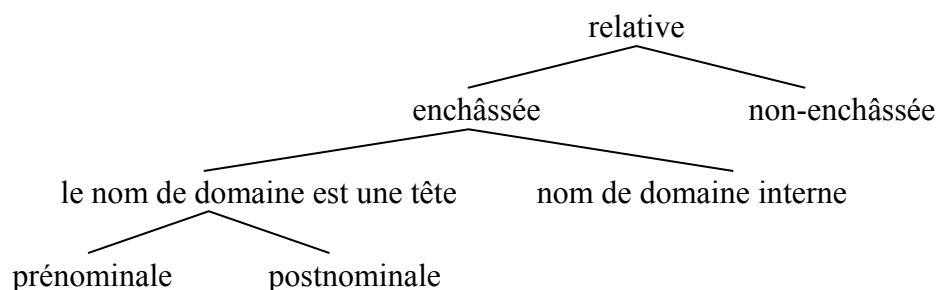 relative
enchâssée non-enchâssée
le nom de domaine est une tête nom de domaine interne
prénominale postnominale